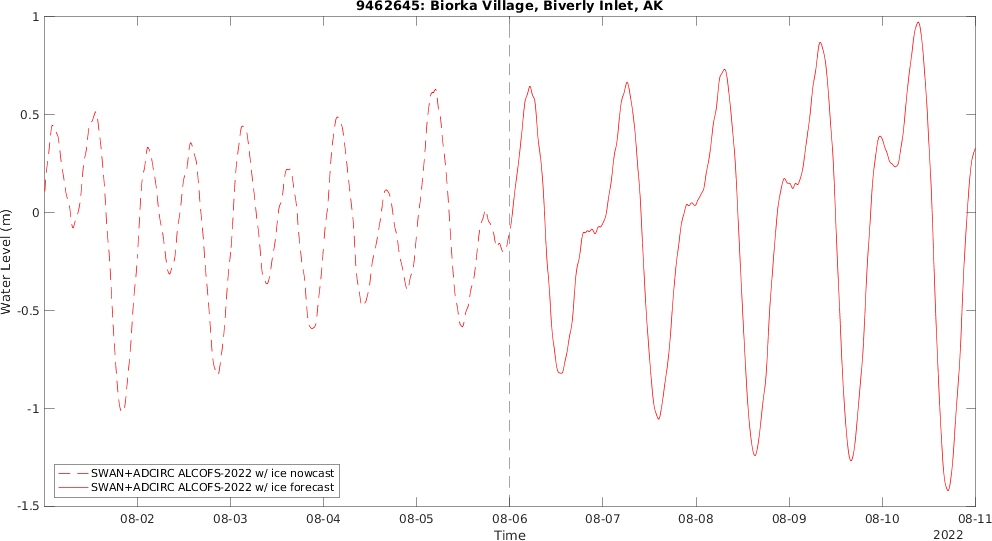 9462645: Biorka Village, Biverly Inlet, AK
1
0.5
0
-0.5
-1
-1.5
Water Level (m)
SWAN+ADCIRC ALCOFS-2022 w/ ice nowcast
SWAN+ADCIRC ALCOFS-2022 w/ ice forecast
08-02 08-03 08-04 08-05 08-06 08-07 08-08 08-09 08-10 08-11
Time
2022